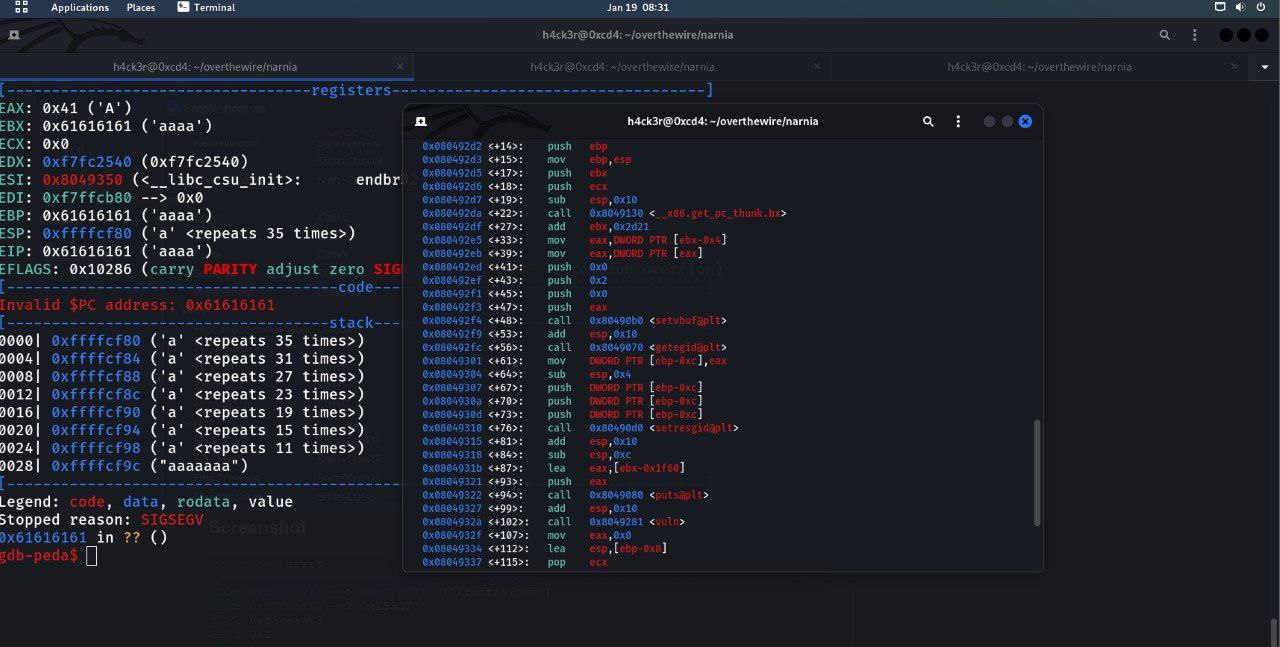 Applications Places Terminal Jan 19 08:31
h4ck3r@0xcd4: ~/overthewire/narnia
h4ck3r@0xcd4: ~/overthewire/narnia × h4ck3r@0xcd4: ~/overthewire/narnia × h4ck3r@0xcd4: ~/overthewire/narnia ×
[----------------------------------registers-----------------------------------]
EAX: 0x41 ('A')
EBX: 0x61616161 ('aaaa')
ECX: 0x0
EDX: 0xf7fc2540 (0xf7fc2540)
ESI: 0x8049350 (<__libc_csu_init>: endbr32
EDI: 0xf7ffcb80 --> 0x0
EBP: 0x61616161 ('aaaa')
ESP: 0xffffcf80 ('a' <repeats 35 times>)
EIP: 0x61616161 ('aaaa')
EFLAGS: 0x10286 (carry PARITY adjust zero SIGN overflow)
[-------------------------------------code-------------------------------------]
Invalid $PC address: 0x61616161
[------------------------------------stack---
0000| 0xffffcf80 ('a' <repeats 35 times>)
0004| 0xffffcf84 ('a' <repeats 31 times>)
0008| 0xffffcf88 ('a' <repeats 27 times>)
0012| 0xffffcf8c ('a' <repeats 23 times>)
0016| 0xffffcf90 ('a' <repeats 19 times>)
0020| 0xffffcf94 ('a' <repeats 15 times>)
0024| 0xffffcf98 ('a' <repeats 11 times>)
0028| 0xffffcf9c ("aaaaaaa")
[------------------------------------------------------------------------------]
Legend: code, data, rodata, value
Stopped reason: SIGSEGV
0x61616161 in ?? ()
gdb-peda$
Screenshot
h4ck3r@0xcd4: ~/overthewire/narnia
0x080492d2 <+14>: push ebp
0x080492d3 <+15>: mov ebp,esp
0x080492d5 <+17>: push ebx
0x080492d6 <+18>: push ecx
0x080492d7 <+19>: sub esp,0x10
0x080492da <+22>: call 0x8049130 <__x86.get_pc_thunk.bx>
0x080492df <+27>: add ebx,0x2d21
0x080492e5 <+33>: mov eax,DWORD PTR [ebx-0x4]
0x080492eb <+39>: mov eax,DWORD PTR [eax]
0x080492ed <+41>: push 0x0
0x080492ef <+43>: push 0x2
0x080492f1 <+45>: push 0x0
0x080492f3 <+47>: push eax
0x080492f4 <+48>: call 0x80490b0 <setvbuf@plt>
0x080492f9 <+53>: add esp,0x10
0x080492fc <+56>: call 0x8049070 <getegid@plt>
0x08049301 <+61>: mov DWORD PTR [ebp-0xc],eax
0x08049304 <+64>: sub esp,0x4
0x08049307 <+67>: push DWORD PTR [ebp-0xc]
0x0804930a <+70>: push DWORD PTR [ebp-0xc]
0x0804930d <+73>: push DWORD PTR [ebp-0xc]
0x08049310 <+76>: call 0x80490d0 <setresgid@plt>
0x08049315 <+81>: add esp,0x10
0x08049318 <+84>: sub esp,0xc
0x0804931b <+87>: lea eax,[ebx-0x1f60]
0x08049321 <+93>: push eax
0x08049322 <+94>: call 0x8049080 <puts@plt>
0x08049327 <+99>: add esp,0x10
0x0804932a <+102>: call 0x8049281 <vuln>
0x0804932f <+107>: mov eax,0x0
0x08049334 <+112>: lea esp,[ebp-0x8]
0x08049337 <+115>: pop ecx